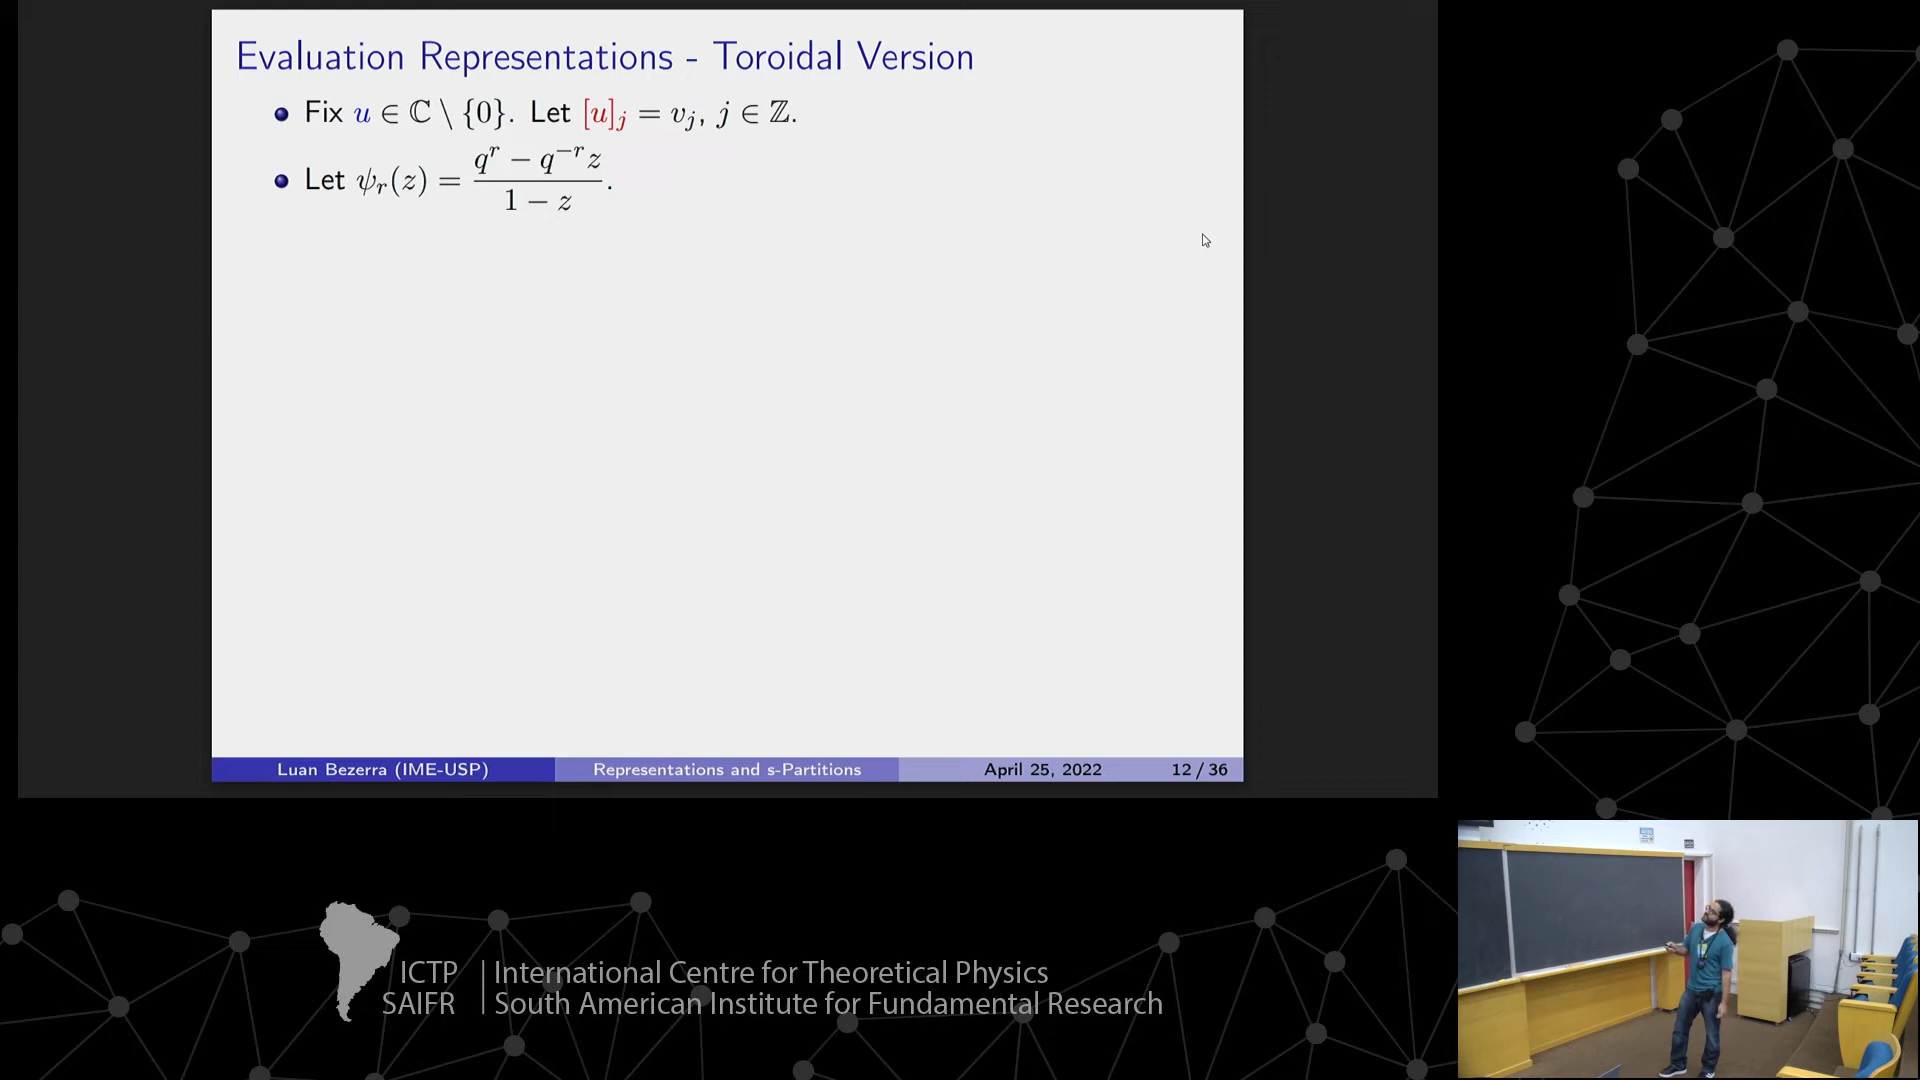 Evaluation Representations - Toroidal Version
Fix u ∈ ℂ \ {0}. Let [u]_j = v_j, j ∈ ℤ.
Let ψ_r(z) = \frac{q^r − q^{−r}z}{1 − z}.
Luan Bezerra (IME-USP) Representations and s-Partitions April 25, 2022 12 / 36
ICTP | International Centre for Theoretical Physics
SAIFR | South American Institute for Fundamental Research